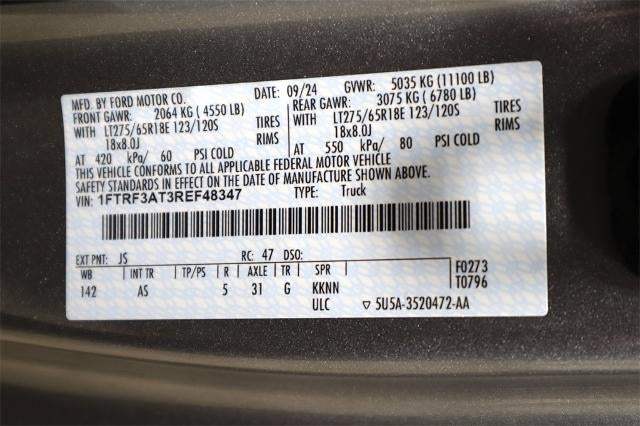 MFD. BY FORD MOTOR CO. DATE: 09/24 GVWR: 5035 KG (11100 LB)
FRONT GAWR: 2064 KG (4550 LB) REAR GAWR: 3075 KG (6780 LB)
WITH LT275/65R18E 123/120S TIRES WITH LT275/65R18E 123/120S TIRES
18x8.0J RIMS 18x8.0J RIMS
AT 420 kPa/ 60 PSI COLD AT 550 kPa/ 80 PSI COLD
THIS VEHICLE CONFORMS TO ALL APPLICABLE FEDERAL MOTOR VEHICLE
SAFETY STANDARDS IN EFFECT ON THE DATE OF MANUFACTURE SHOWN ABOVE.
VIN: 1FTRF3AT3REF48347 TYPE: Truck
EXT PNT: JS RC: 47 DSO:
WB INT TR TP/PS R AXLE TR SPR F0273
142 AS 5 31 G KKNN T0796
ULC ▽ 5U5A-3520472-AA